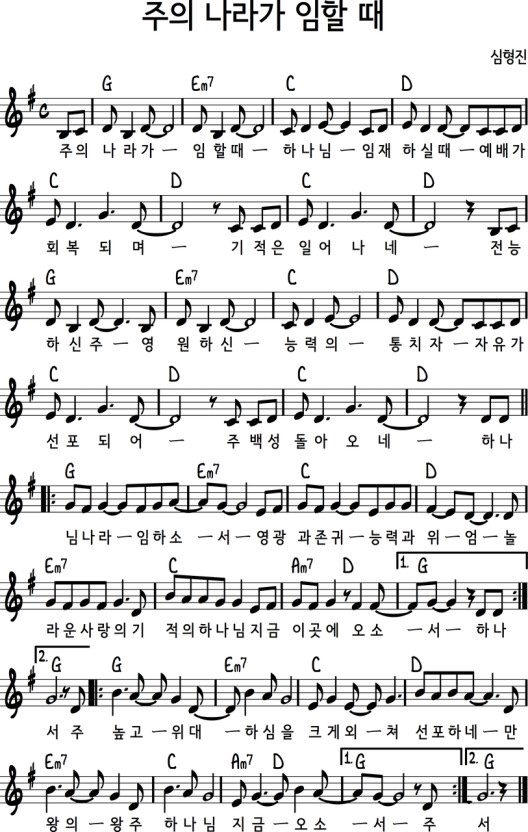 주의 나라가 임할 때
심형진
G Em7 C D
주의 나 라 가 — 임 할 때 — 하 나 님 — 임재 하 실 때 — 예 배 가
C D C D
회 복 되 며 — 기 적 은 일 어 나 네 — 전능
G Em7 C D
하 신 주 — 영 원 하 신 — 능 력 의 — 통 치 자 — 자 유 가
C D C D
선 포 되 어 — 주 백 성 돌 아 오 네 — 하 나
G Em7 C D
님 나 라 — 임 하 소 — 서 — 영광 과 존 귀 — 능 력 과 위 — 엄 — 놀
Em7 C Am7 D 1. G
라 운 사 랑 의 기 적 의 하 나 님 지금 이 곳 에 오 소 — 서 — 하 나
2. G G Em7 C D
서 주 높 고 — 위 대 — 하 심 을 크 게 외 — 쳐 선 포 하 네 — 만
Em7 C Am7 D 1. G 2. G
왕 의 — 왕 주 하 나 님 지 금 — 오 소 — 서 — 주 서